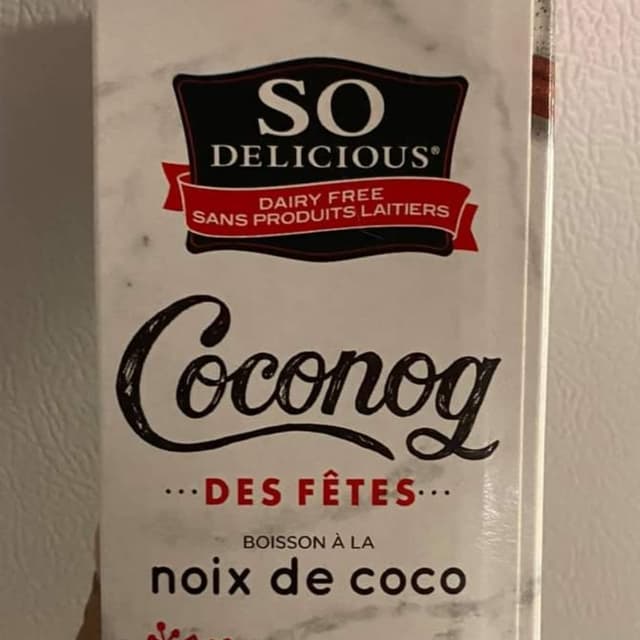 SO
DELICIOUS®
DAIRY FREE
SANS PRODUITS LAITIERS
Coconog
···DES FÊTES···
BOISSON À LA
noix de coco